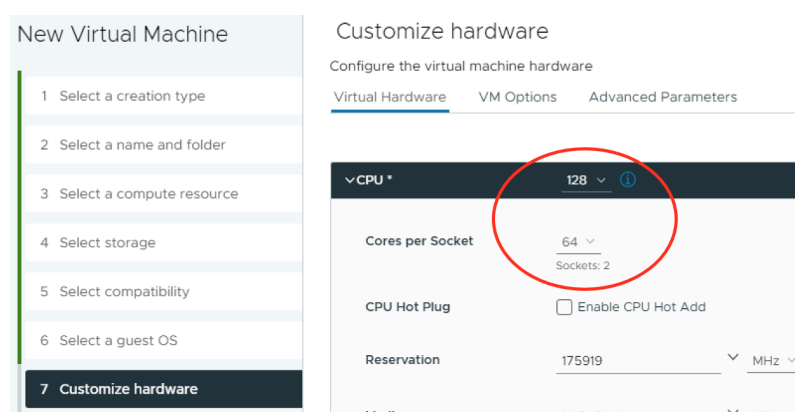 New Virtual Machine
1 Select a creation type
2 Select a name and folder
3 Select a compute resource
4 Select storage
5 Select compatibility
6 Select a guest OS
7 Customize hardware
Customize hardware
Configure the virtual machine hardware
Virtual Hardware VM Options Advanced Parameters
CPU * 128
Cores per Socket 64
Sockets: 2
CPU Hot Plug Enable CPU Hot Add
Reservation 175919 MHz